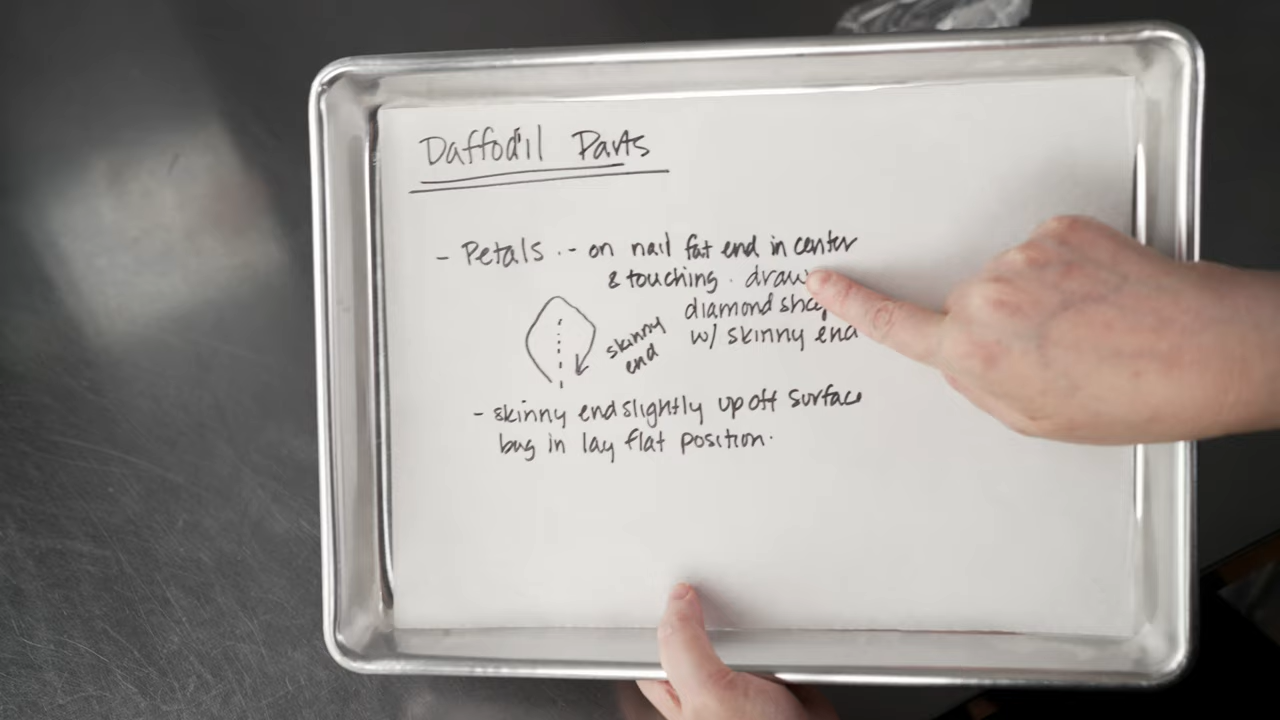 Daffodil Parts
- Petals - on nail fat end in center
& touching. draw
diamond
w/ skinny end
skinny
end
- skinny end slightly up off surface
bag in lay flat position.